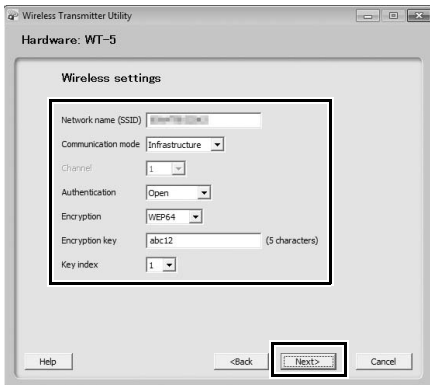 Wireless Transmitter Utility
Hardware: WT-5
Wireless settings
Network name (SSID)
Communication mode Infrastructure
Channel 1
Authentication Open
Encryption WEP64
Encryption key abc12 (5 characters)
Key index 1
Help <Back Next> Cancel